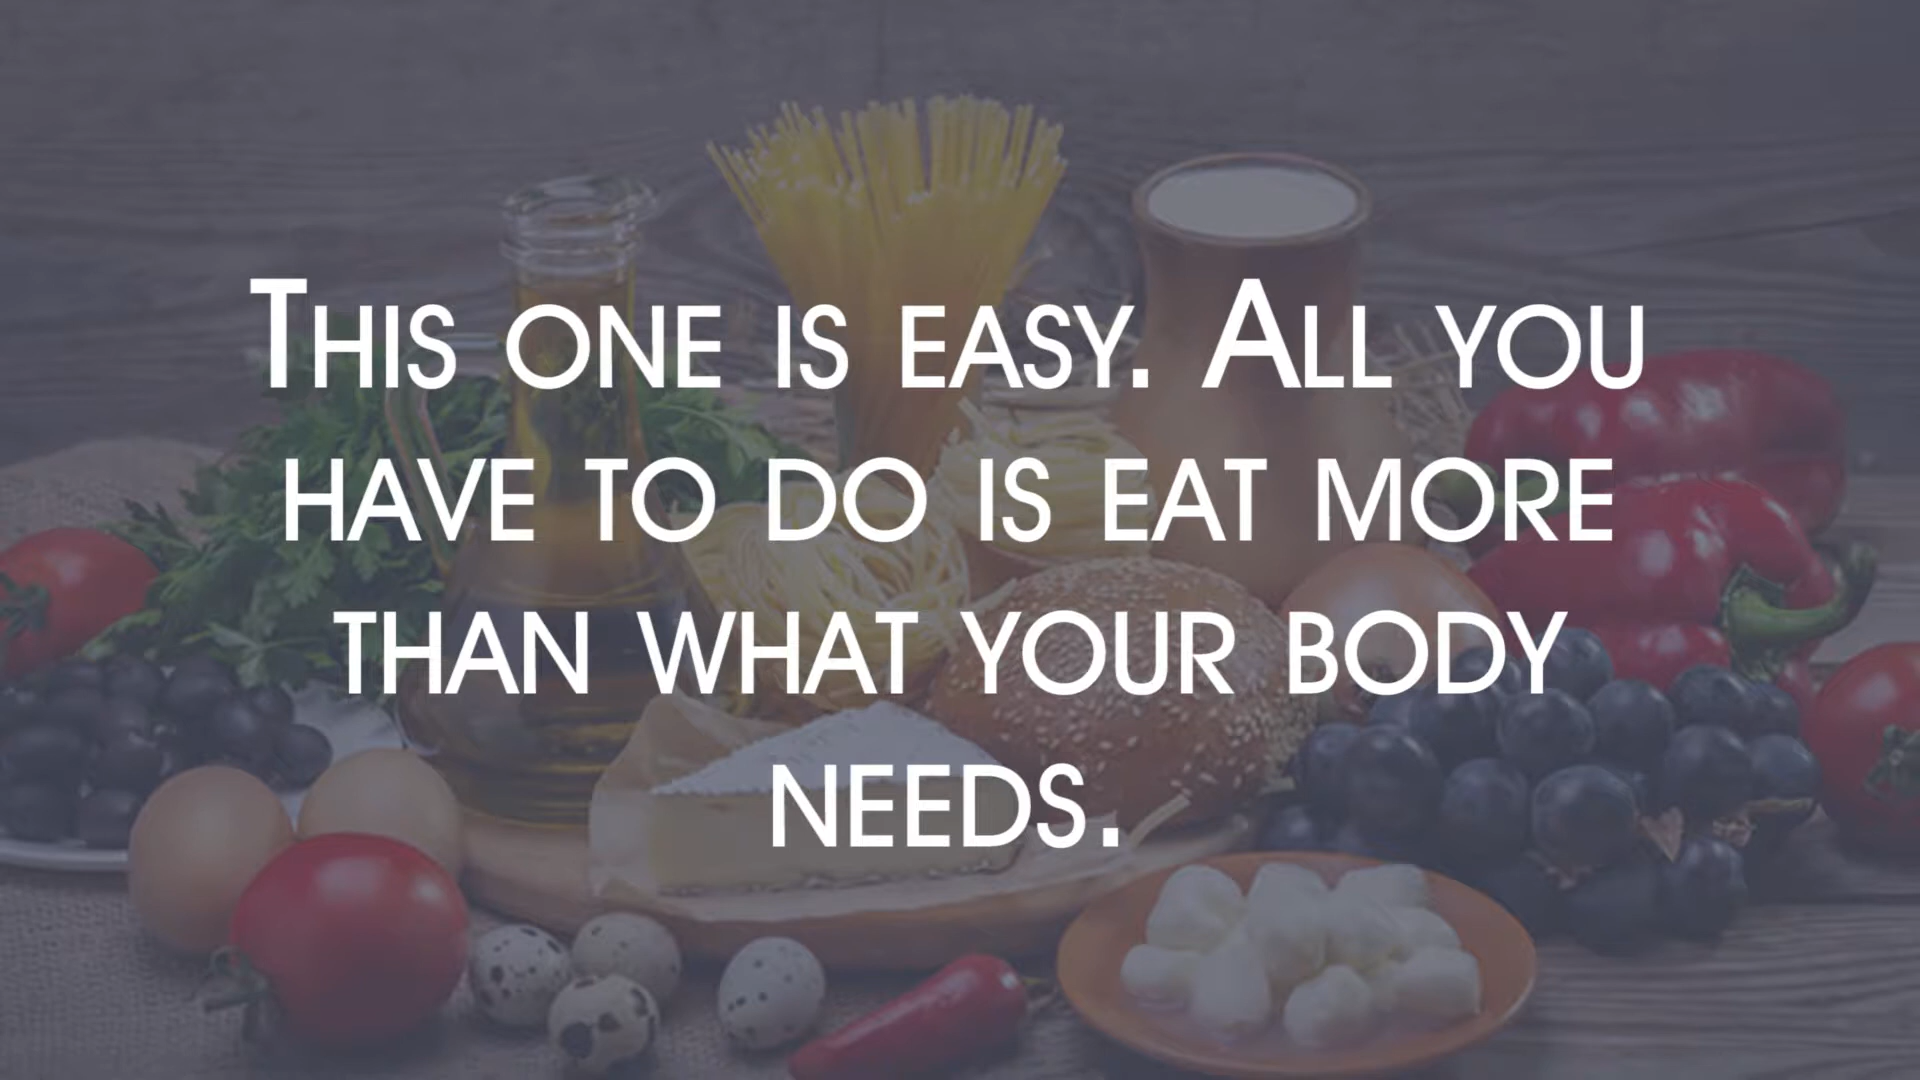 This one is easy. All you
have to do is eat more
than what your body
needs.